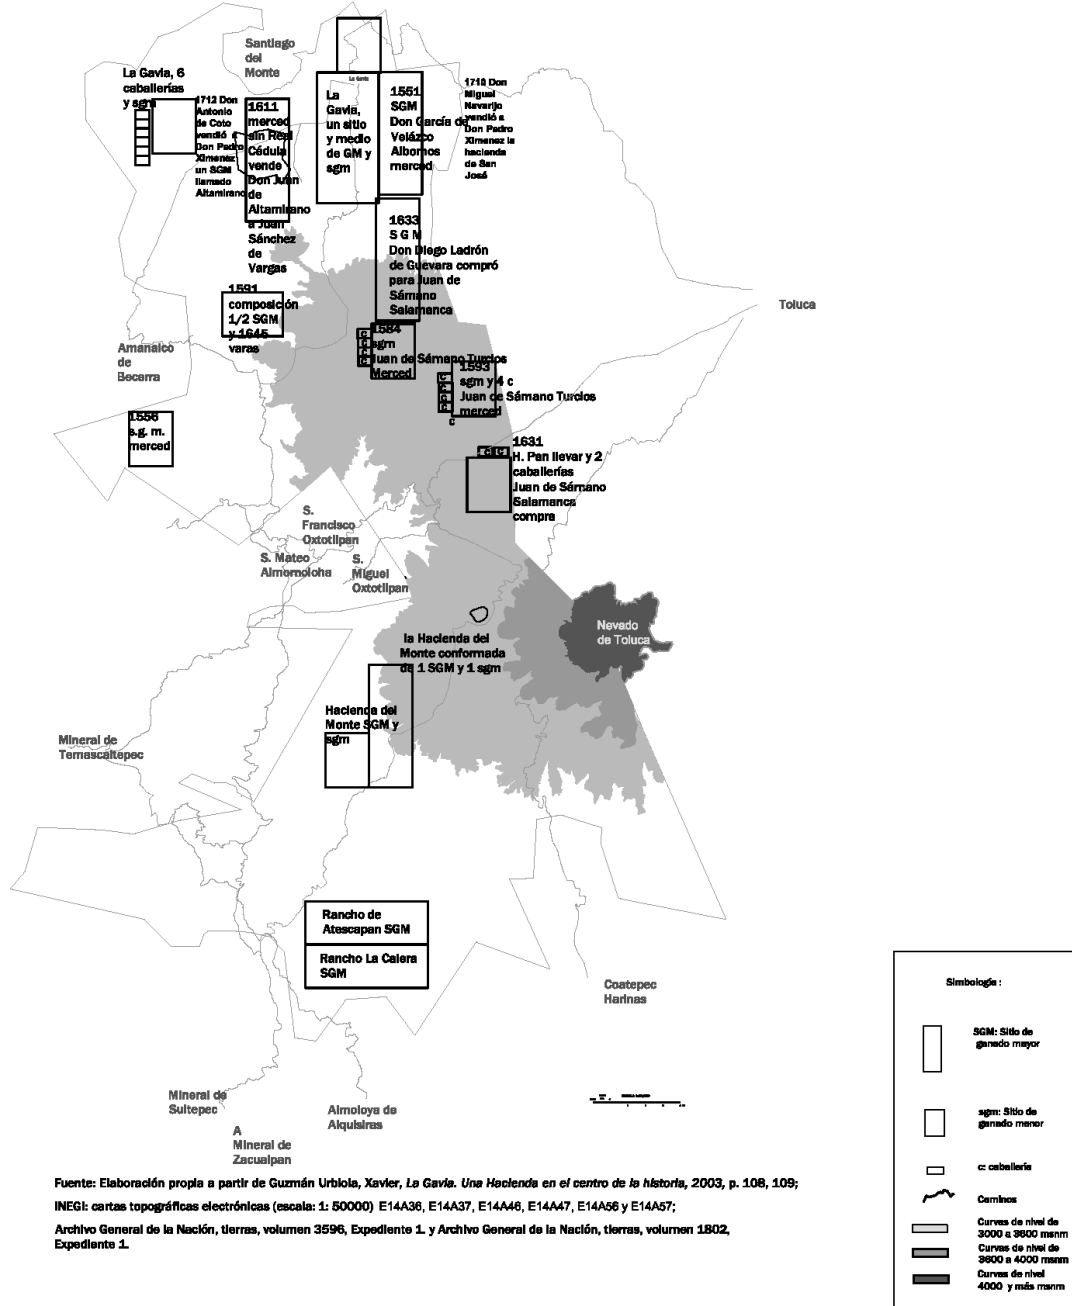 Santiago
del
Monte
La Gavia, 6
caballerías
y sgm
1712 Don
Antonio
de Coto
vendió a
Don Pedro
Ximenez
un SGM
llamado
Altamirano
1611
merced
sin Real
Cédula
vende
Don Juan
de
Altamirano
a Juan
Sánchez
de
Vargas
La Gavia
La
Gavia,
un sitio
y medio
de GM y
sgm
1551
SGM
Don García de
Velázco
Albornos
merced
1710 Don
Miguel
Navarijo
vendió a
Don Pedro
Ximenez la
hacienda
de San
José
1633
S G M
Don Diego Ladrón
de Guevara compró
para Juan de
Sámano
Salamanca
1591
composición
1/2 SGM
y 1645
varas
Toluca
Amanalco
de
Becerra
c
c
c
c
1584
sgm
Juan de Sámano Turcios
Merced
c
c
c
c
c
1593
sgm y 4 c
Juan de Sámano Turcios
merced
1556
s.g. m.
merced
c c
1631
H. Pan llevar y 2
caballerías
Juan de Sámano
Salamanca
compra
S.
Francisco
Oxtotilpan
S. Mateo
Almomoloha
S.
Miguel
Oxtotilpan
Nevado
de Toluca
la Hacienda del
Monte conformada
de 1 SGM y 1 sgm
Hacienda del
Monte SGM y
sgm
Mineral de
Temascaltepec
Rancho de
Atescapan SGM
Rancho La Calera
SGM
Coatepec
Harinas
Mineral de
Sultepec
Almoloya de
Alquisiras
A
Mineral de
Zacualpan
Simbología :
SGM: Sitio de
ganado mayor
sgm: Sitio de
ganado menor
c: caballería
Caminos
Curvas de nivel de
3000 a 3600 msnm
Curvas de nivel de
3600 a 4000 msnm
Curvas de nivel
4000 y más msnm
Fuente: Elaboración propia a partir de Guzmán Urbiola, Xavier, La Gavia. Una Hacienda en el centro de la historia, 2003, p. 108, 109;
INEGI: cartas topográficas electrónicas (escala: 1: 50000) E14A36, E14A37, E14A46, E14A47, E14A56 y E14A57;
Archivo General de la Nación, tierras, volumen 3596, Expediente 1. y Archivo General de la Nación, tierras, volumen 1802,
Expediente 1.